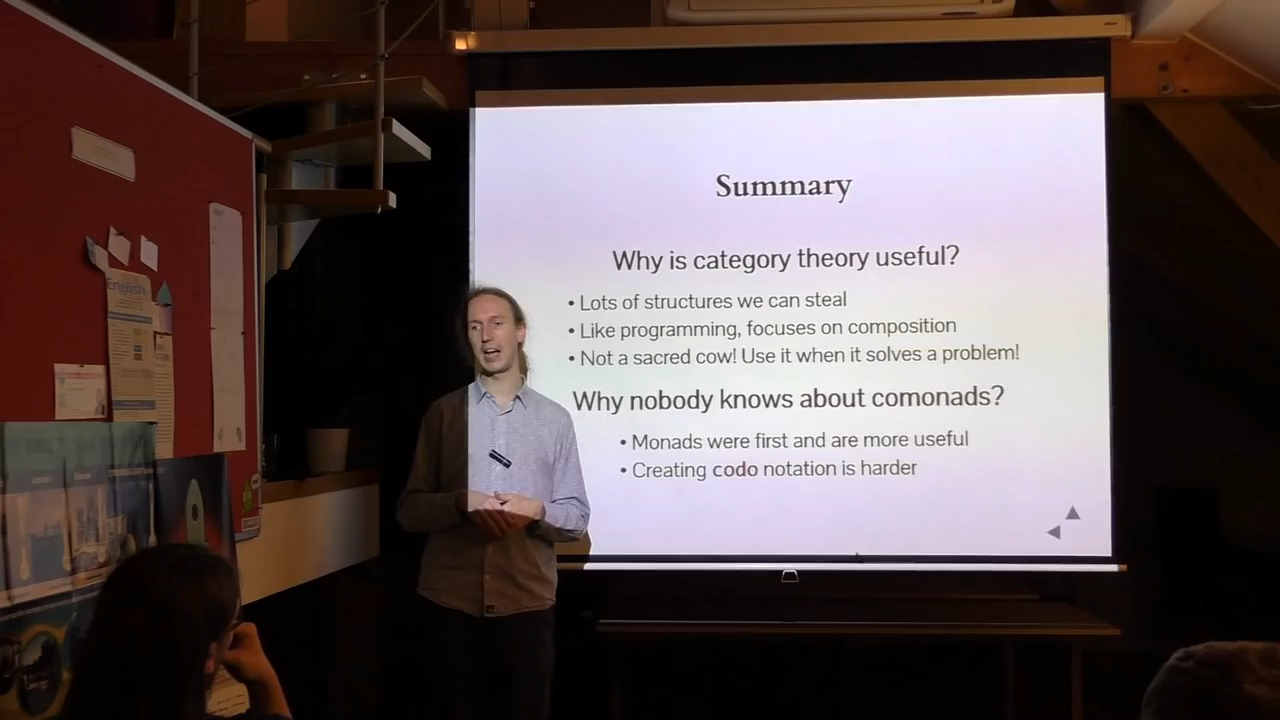 Summary
Why is category theory useful?
• Lots of structures we can steal
• Like programming, focuses on composition
• Not a sacred cow! Use it when it solves a problem!
Why nobody knows about comonads?
• Monads were first and are more useful
• Creating codo notation is harder
English